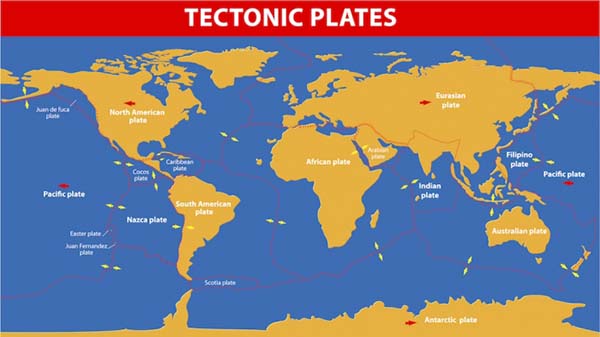 TECTONIC PLATES
Juan de fuca
plate
North American
plate
Eurasian
plate
Caribbean
plate
Cocos
plate
African plate
Arabian
plate
Filipino
plate
Indian
plate
Pacific plate
Pacific plate
South American
plate
Nazca plate
Easter plate
Juan Fernandez
plate
Australian plate
Scotia plate
Antarctic plate